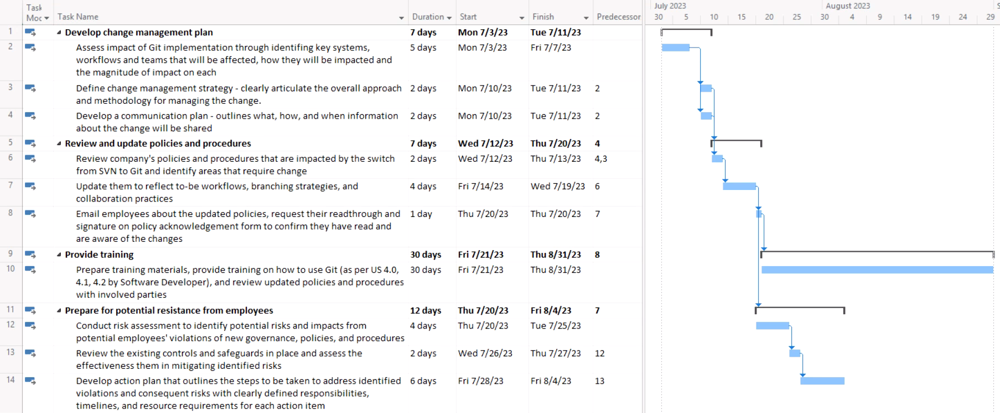 Task
Moc Task Name Duration Start Finish Predecessor
July 2023 August 2023 S
30 5 10 15 20 25 30 4 9 14 19 24 29
1 Develop change management plan 7 days Mon 7/3/23 Tue 7/11/23
2 Assess impact of Git implementation through identifing key systems, 5 days Mon 7/3/23 Fri 7/7/23
workflows and teams that will be affected, how they will be impacted and
the magnitude of impact on each
3 Define change management strategy - clearly articulate the overall approach 2 days Mon 7/10/23 Tue 7/11/23 2
and methodology for managing the change.
4 Develop a communication plan - outlines what, how, and when information 2 days Mon 7/10/23 Tue 7/11/23 2
about the change will be shared
5 Review and update policies and procedures 7 days Wed 7/12/23 Thu 7/20/23 4
6 Review company's policies and procedures that are impacted by the switch 2 days Wed 7/12/23 Thu 7/13/23 4,3
from SVN to Git and identify areas that require change
7 Update them to reflect to-be workflows, branching strategies, and 4 days Fri 7/14/23 Wed 7/19/23 6
collaboration practices
8 Email employees about the updated policies, request their readthrough and 1 day Thu 7/20/23 Thu 7/20/23 7
signature on policy acknowledgement form to confirm they have read and
are aware of the changes
9 Provide training 30 days Fri 7/21/23 Thu 8/31/23 8
10 Prepare training materials, provide training on how to use Git (as per US 4.0, 30 days Fri 7/21/23 Thu 8/31/23
4.1, 4.2 by Software Developer), and review updated policies and procedures
with involved parties
11 Prepare for potential resistance from employees 12 days Thu 7/20/23 Fri 8/4/23 7
12 Conduct risk assessment to identify potential risks and impacts from 4 days Thu 7/20/23 Tue 7/25/23
potential employees' violations of new governance, policies, and procedures
13 Review the existing controls and safeguards in place and assess the 2 days Wed 7/26/23 Thu 7/27/23 12
effectiveness them in mitigating identified risks
14 Develop action plan that outlines the steps to be taken to address identified 6 days Fri 7/28/23 Fri 8/4/23 13
violations and consequent risks with clearly defined responsibilities,
timelines, and resource requirements for each action item